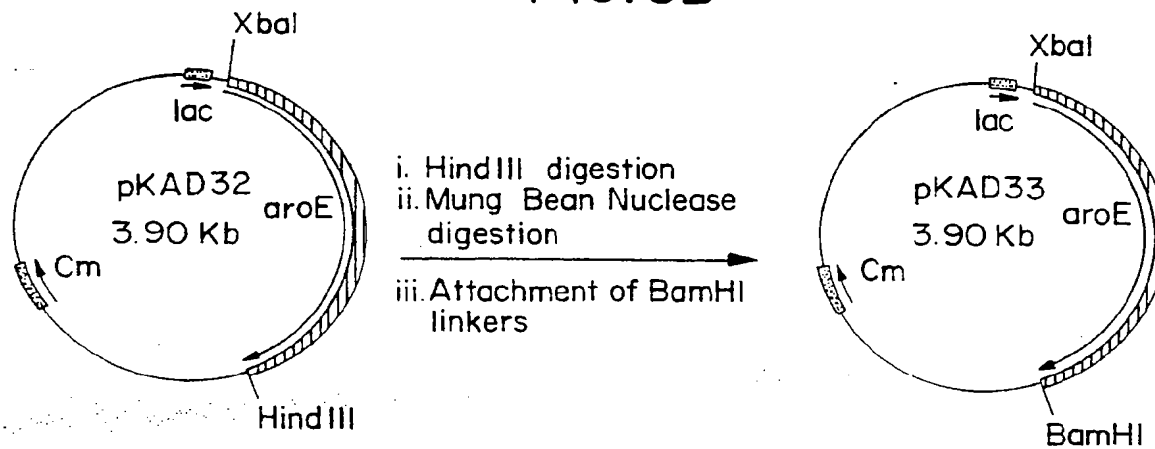 XbaI
lac
pKAD32
3.90 Kb
aroE
Cm
HindIII
i. HindIII digestion
ii. Mung Bean Nuclease
digestion
iii. Attachment of BamHI
linkers
XbaI
lac
pKAD33
3.90 Kb
aroE
Cm
BamHI